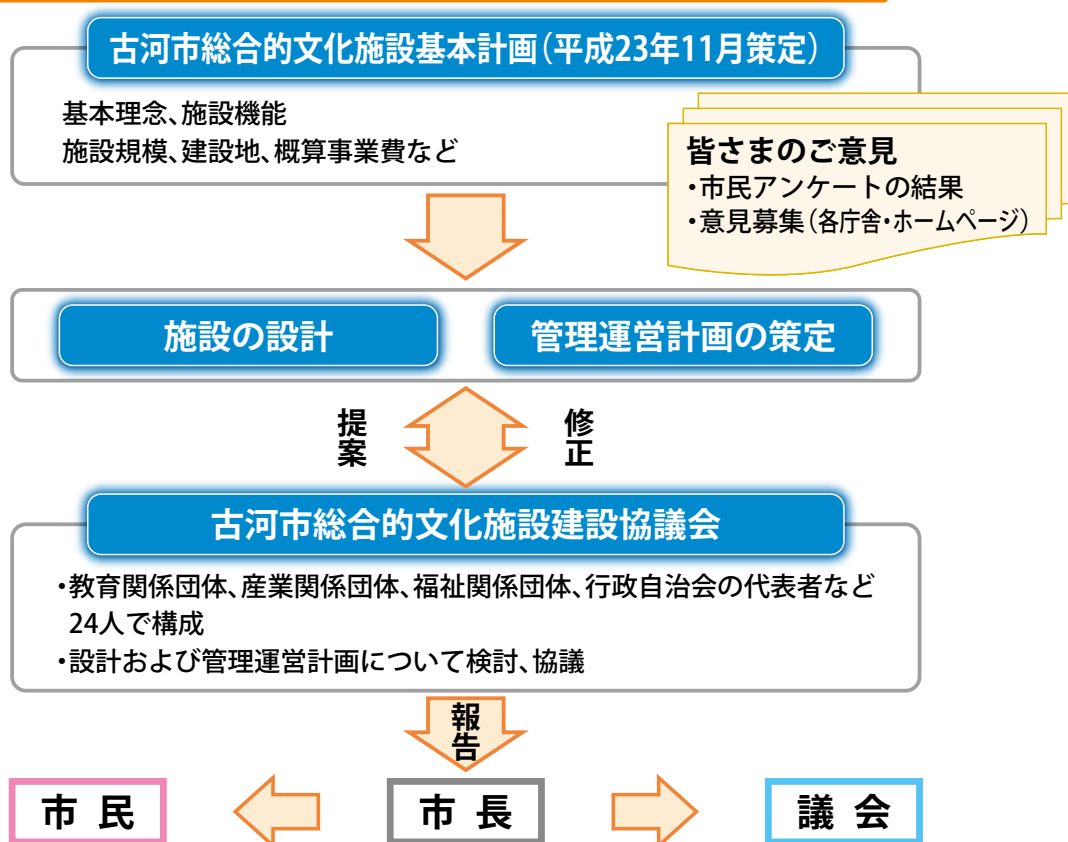 古河市総合的文化施設基本計画（平成23年11月策定）
基本理念、施設機能
施設規模、建設地、概算事業費など
皆さまのご意見
・市民アンケートの結果
・意見募集（各庁舎・ホームページ）
施設の設計
管理運営計画の策定
提案
修正
古河市総合的文化施設建設協議会
・教育関係団体、産業関係団体、福祉関係団体、行政自治会の代表者など
24人で構成
・設計および管理運営計画について検討、協議
報告
市民
市長
議会